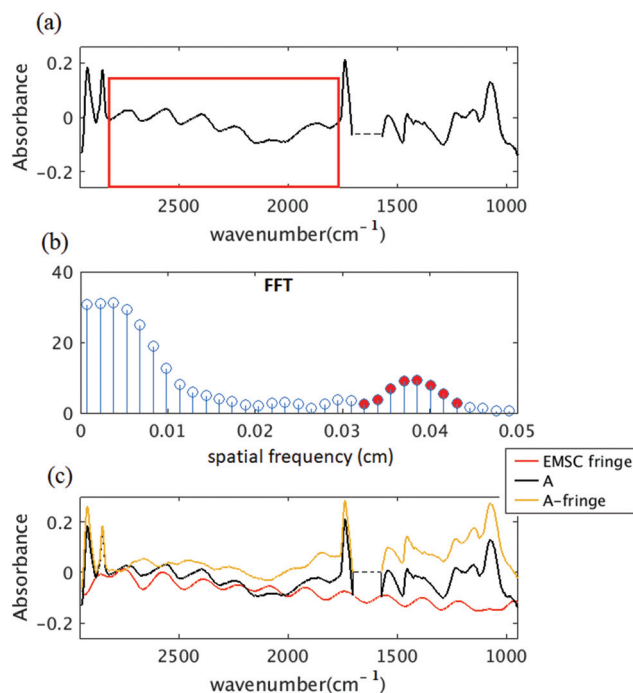 (a)
0.2
0
-0.2
Absorbance
2500 2000 1500 1000
wavenumber(cm-1)
(b)
FFT
40
20
0
0 0.01 0.02 0.03 0.04 0.05
spatial frequency (cm)
(c)
EMSC fringe
A
A-fringe
0.2
0
-0.2
Absorbance
2500 2000 1500 1000
wavenumber(cm-1)